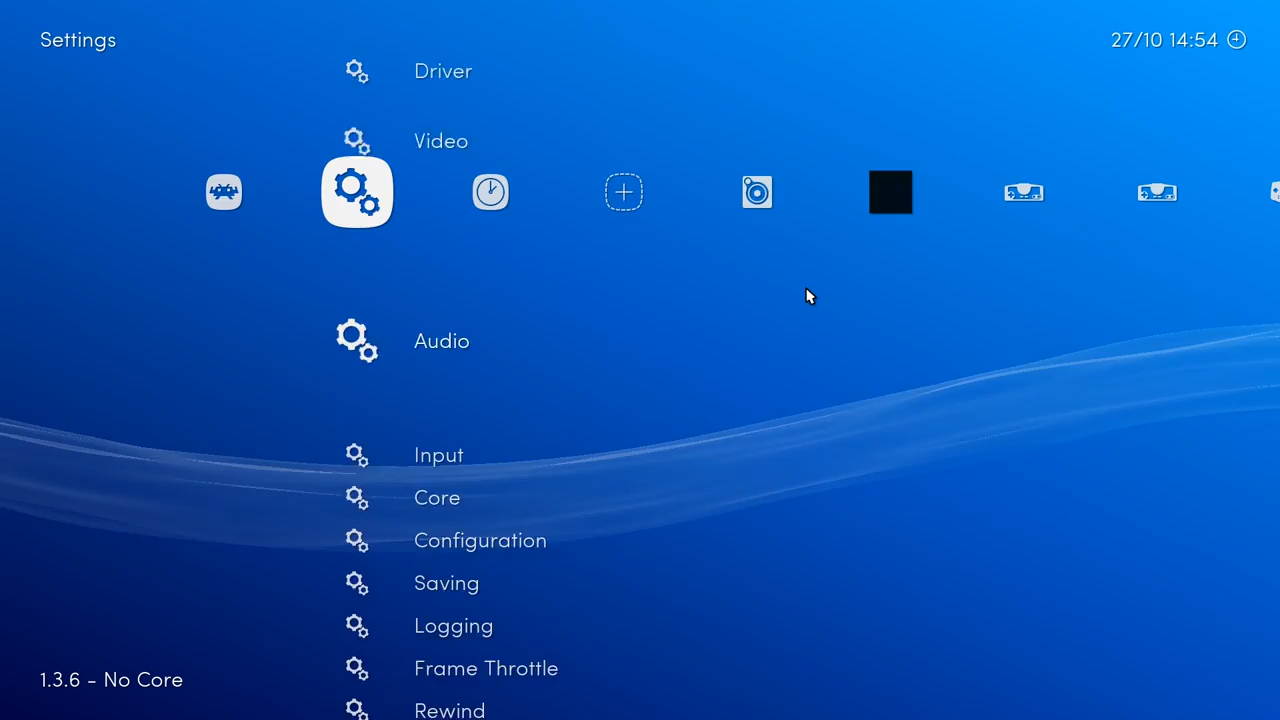 Settings
27/10 14:54
Driver
Video
Audio
Input
Core
Configuration
Saving
Logging
Frame Throttle
Rewind
1.3.6 - No Core